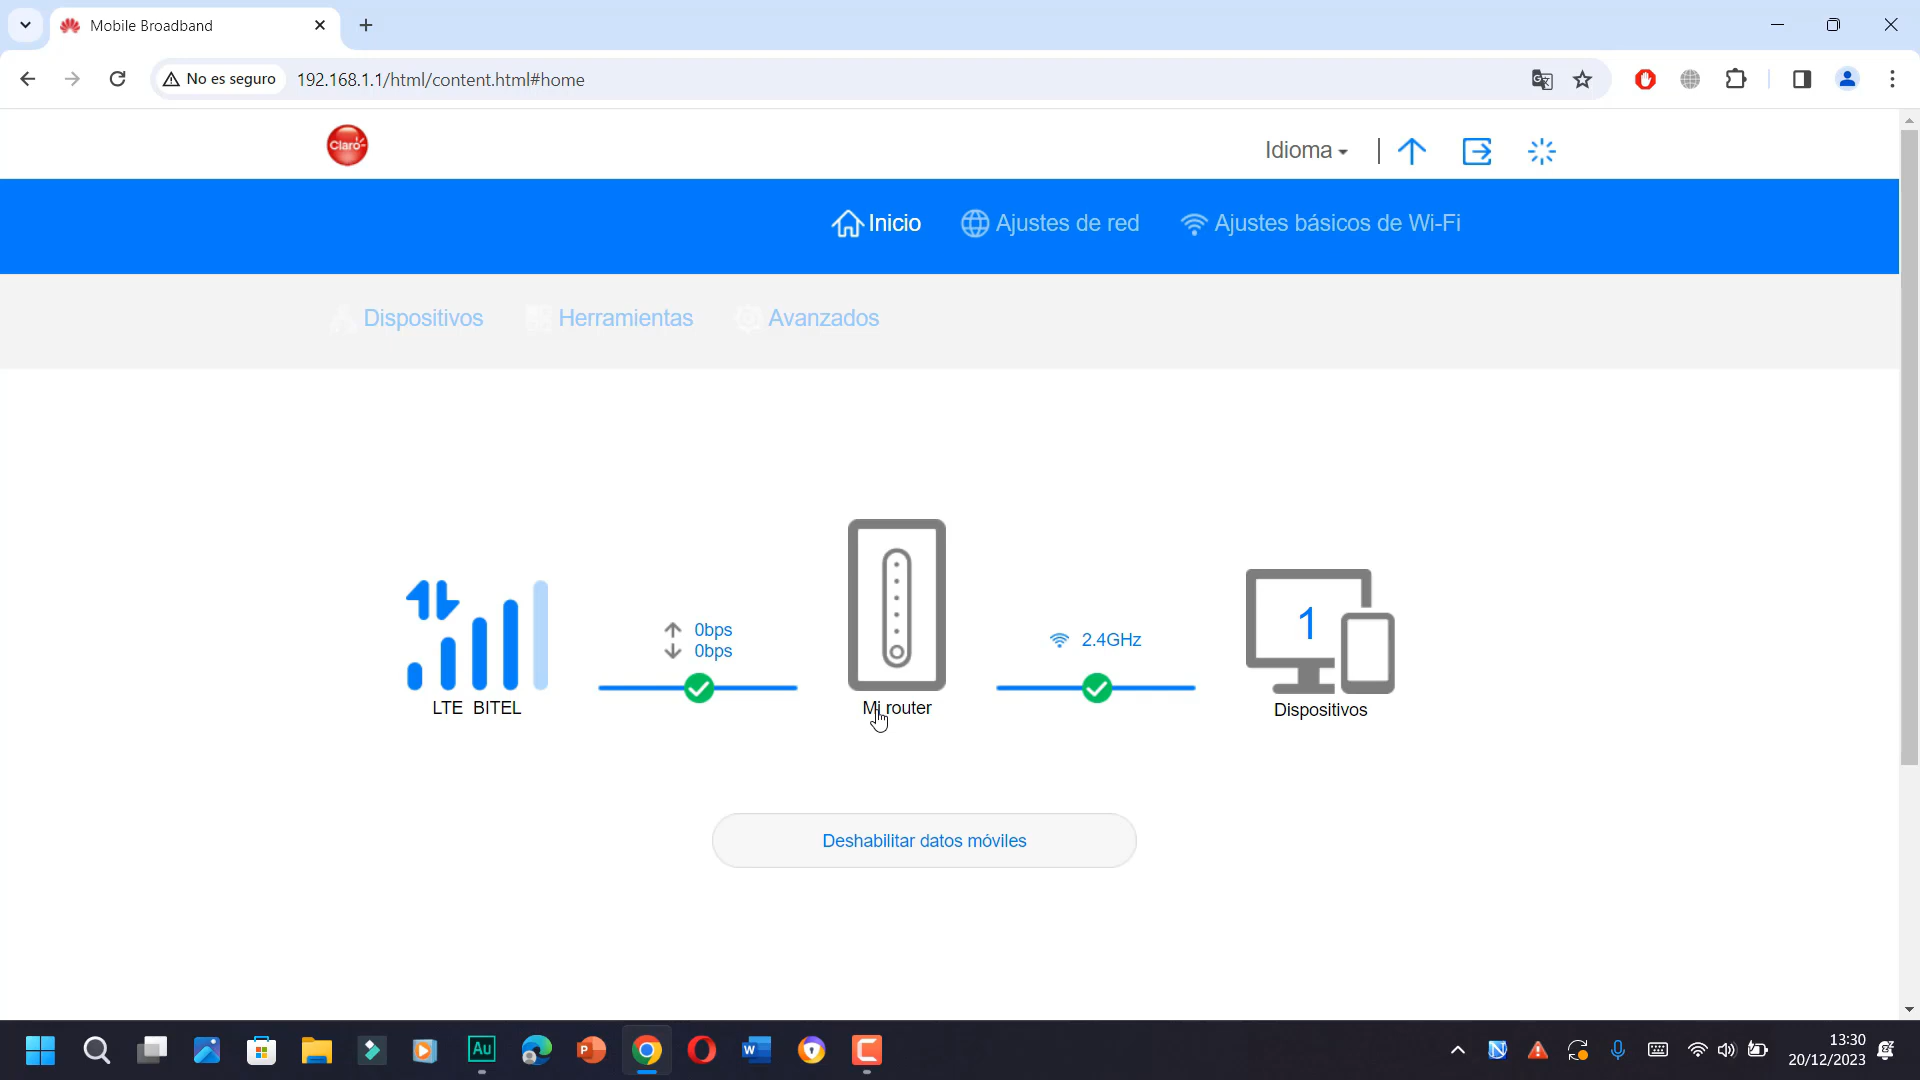 Mobile Broadband
No es seguro
192.168.1.1/html/content.html#home
Claro
Idioma
Inicio
Ajustes de red
Ajustes básicos de Wi-Fi
Dispositivos
Herramientas
Avanzados
LTE BITEL
0bps
0bps
Mi router
2.4GHz
1
Dispositivos
Deshabilitar datos móviles
Au
P
W
C
N
13:30
20/12/2023